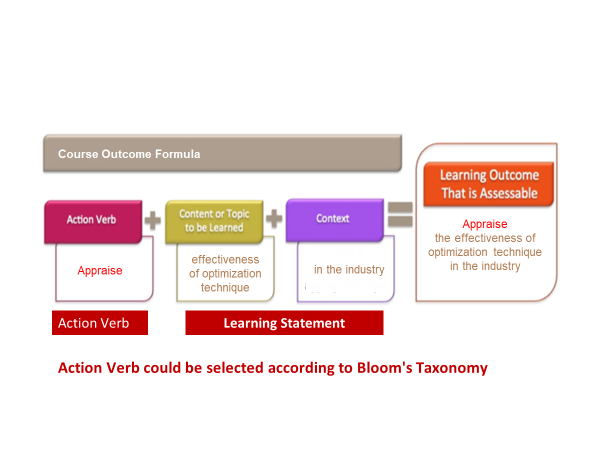 Course Outcome Formula
Learning Outcome
That is Assessable
Action Verb
+
Content or Topic
to be Learned
+
Context
=
Appraise
effectiveness
of optimization
technique
in the industry
Appraise
the effectiveness of
optimization technique
in the industry
Action Verb
Learning Statement
Action Verb could be selected according to Bloom's Taxonomy